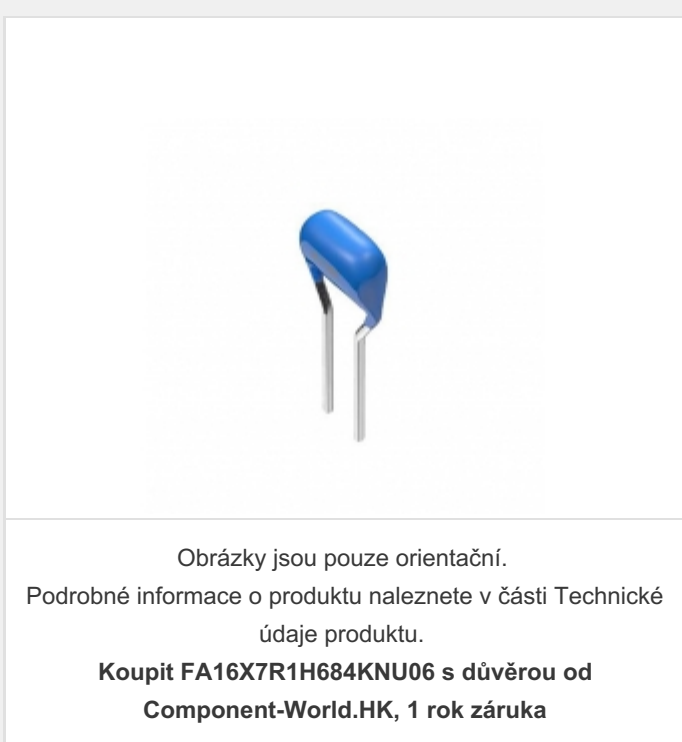 Obrázky jsou pouze orientační.
Podrobné informace o produktu naleznete v části Technické
údaje produktu.
Koupit FA16X7R1H684KNU06 s důvěrou od
Component-World.HK, 1 rok záruka